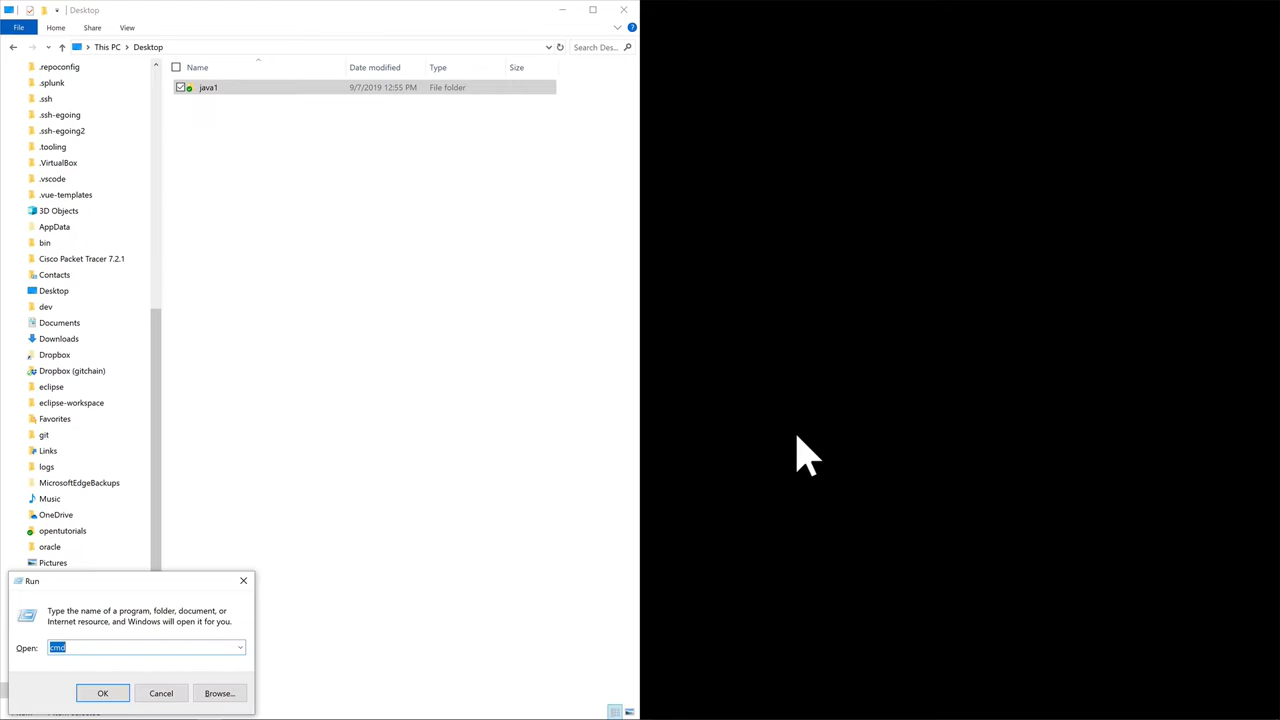 Desktop
File
Home
Share
View
This PC
Desktop
Search Des...
.repoconfig
.splunk
.ssh
.ssh-egoing
.ssh-egoing2
.tooling
.VirtualBox
.vscode
.vue-templates
3D Objects
AppData
bin
Cisco Packet Tracer 7.2.1
Contacts
Desktop
dev
Documents
Downloads
Dropbox
Dropbox (gitchain)
eclipse
eclipse-workspace
Favorites
git
Links
logs
MicrosoftEdgeBackups
Music
OneDrive
opentutorials
oracle
Pictures
Name
Date modified
Type
Size
java1
9/7/2019 12:55 PM
File folder
Run
Type the name of a program, folder, document, or
Internet resource, and Windows will open it for you.
Open:
cmd
OK
Cancel
Browse...